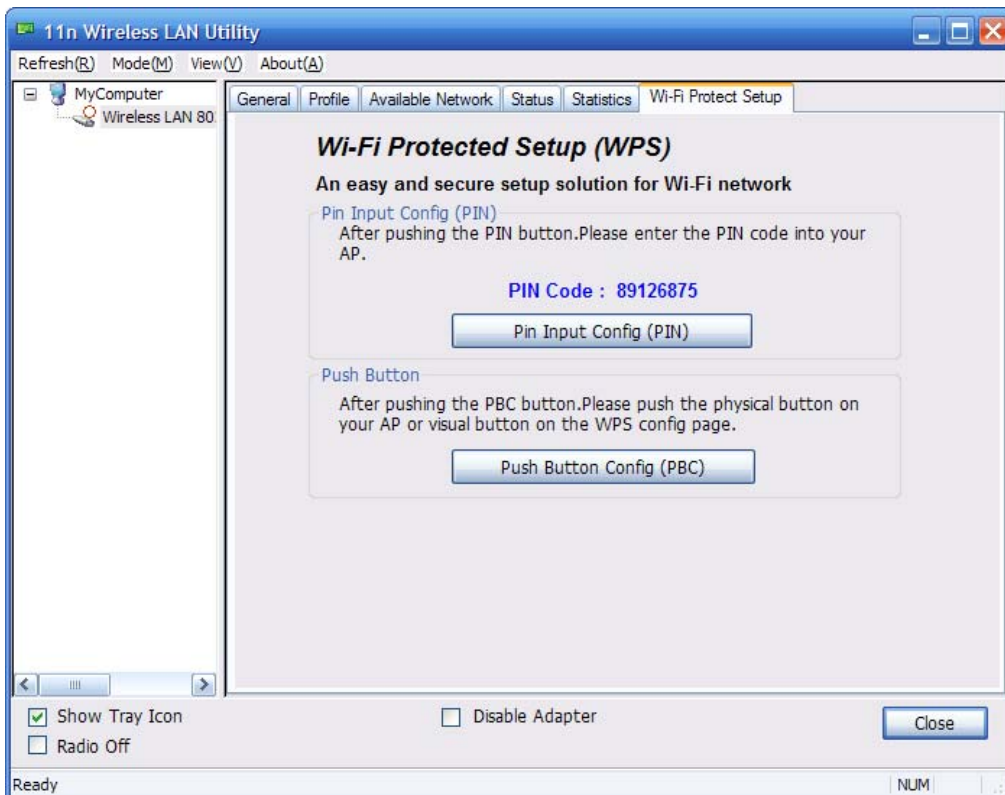 11n Wireless LAN Utility
Refresh(R) Mode(M) View(V) About(A)
MyComputer
Wireless LAN 80
General Profile Available Network Status Statistics Wi-Fi Protect Setup
Wi-Fi Protected Setup (WPS)
An easy and secure setup solution for Wi-Fi network
Pin Input Config (PIN)
After pushing the PIN button.Please enter the PIN code into your
AP.
PIN Code : 89126875
Pin Input Config (PIN)
Push Button
After pushing the PBC button.Please push the physical button on
your AP or visual button on the WPS config page.
Push Button Config (PBC)
Show Tray Icon
Disable Adapter
Close
Radio Off
Ready
NUM